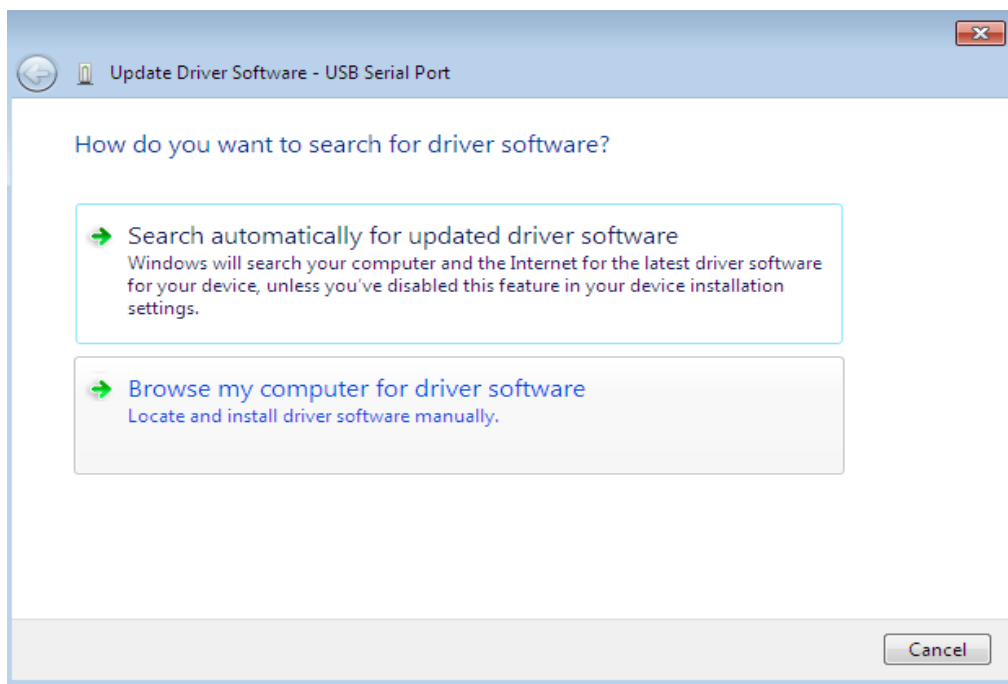 Update Driver Software - USB Serial Port
How do you want to search for driver software?
Search automatically for updated driver software
Windows will search your computer and the Internet for the latest driver software
for your device, unless you've disabled this feature in your device installation
settings.
Browse my computer for driver software
Locate and install driver software manually.
Cancel